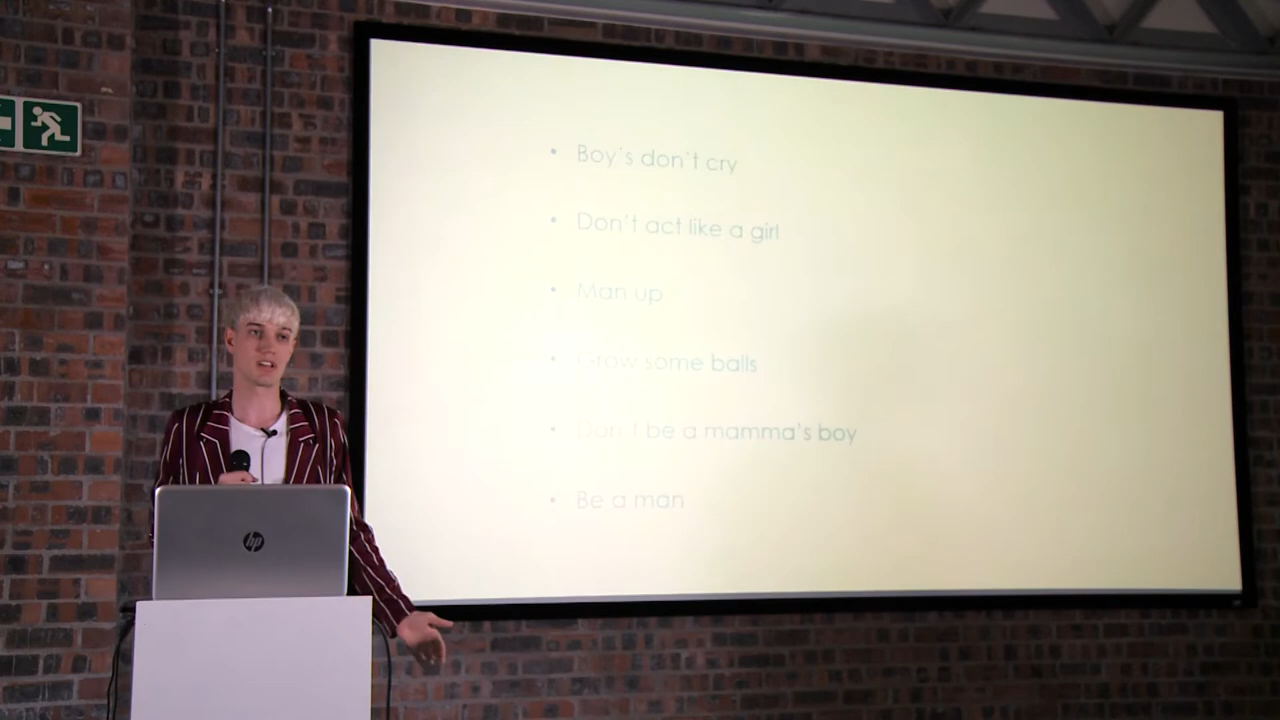 • Boy's don't cry
• Don't act like a girl
• Man up
• Grow some balls
• Don't be a mamma's boy
• Be a man
hp